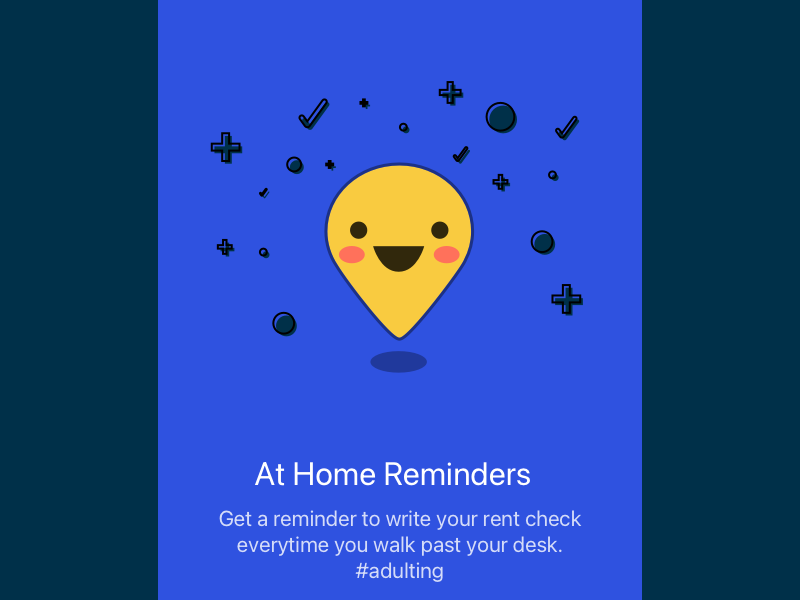 At Home Reminders
Get a reminder to write your rent check
everytime you walk past your desk.
#adulting